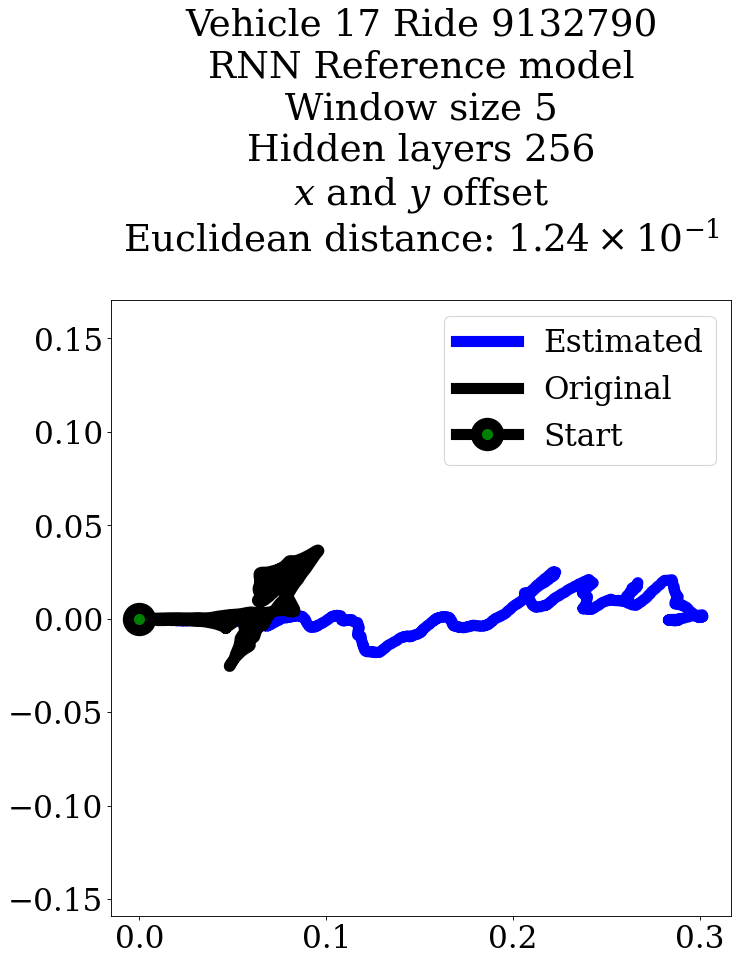 Vehicle 17 Ride 9132790
RNN Reference model
Window size 5
Hidden layers 256
x and y offset
Euclidean distance: 1.24 × 10⁻¹
Estimated
Original
Start
0.15
0.10
0.05
0.00
−0.05
−0.10
−0.15
0.0 0.1 0.2 0.3